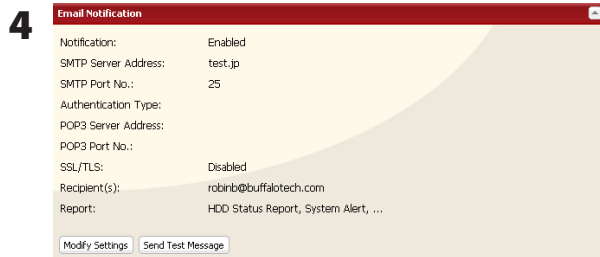 4
Email Notification
Notification: Enabled
SMTP Server Address: test.jp
SMTP Port No.: 25
Authentication Type:
POP3 Server Address:
POP3 Port No.:
SSL/TLS: Disabled
Recipient(s): robinb@buffalotech.com
Report: HDD Status Report, System Alert, ...
Modify Settings Send Test Message